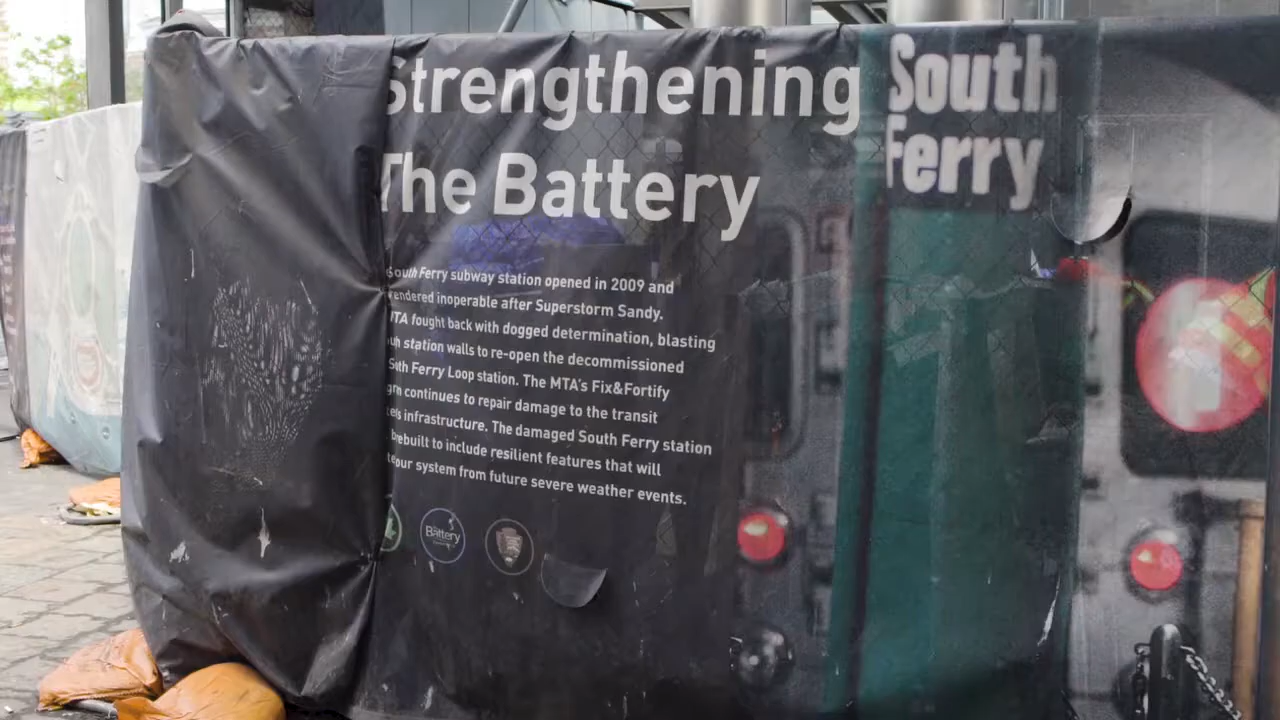 Strengthening
The Battery
South
Ferry
South Ferry subway station opened in 2009 and
rendered inoperable after Superstorm Sandy.
fought back with dogged determination, blasting
station walls to re-open the decommissioned
Ferry Loop station. The MTA's Fix&Fortify
continues to repair damage to the transit
infrastructure. The damaged South Ferry station
rebuilt to include resilient features that will
our system from future severe weather events.
Battery